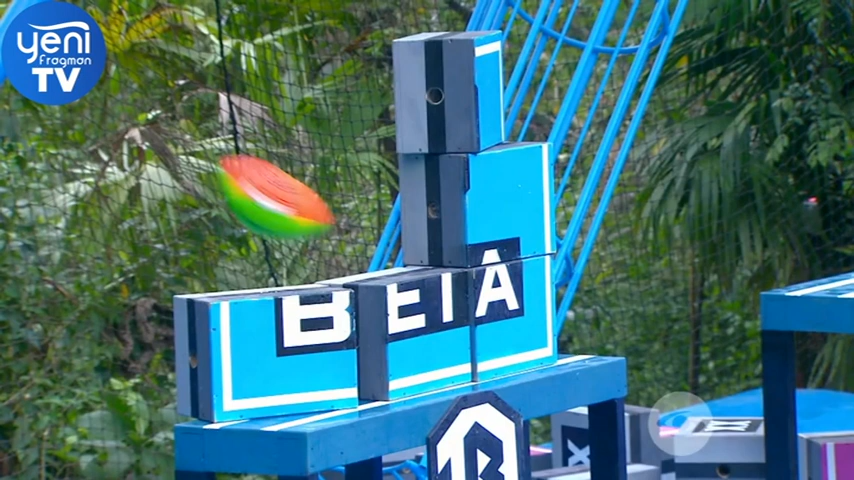 yeni
fragman
TV
BETA
B
X